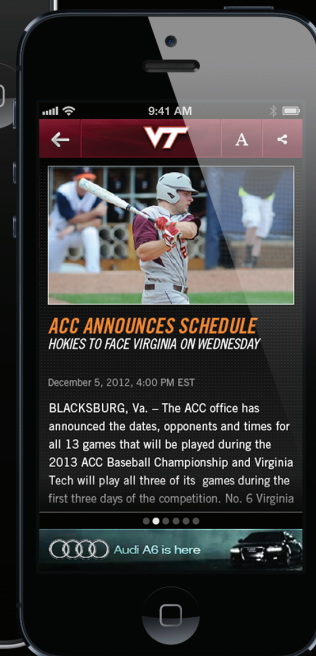 9:41 AM
VT
A
ACC ANNOUNCES SCHEDULE
HOKIES TO FACE VIRGINIA ON WEDNESDAY
December 5, 2012, 4:00 PM EST
BLACKSBURG, Va. – The ACC office has
announced the dates, opponents and times for
all 13 games that will be played during the
2013 ACC Baseball Championship and Virginia
Tech will play all three of its games during the
first three days of the competition. No. 6 Virginia
Audi A6 is here